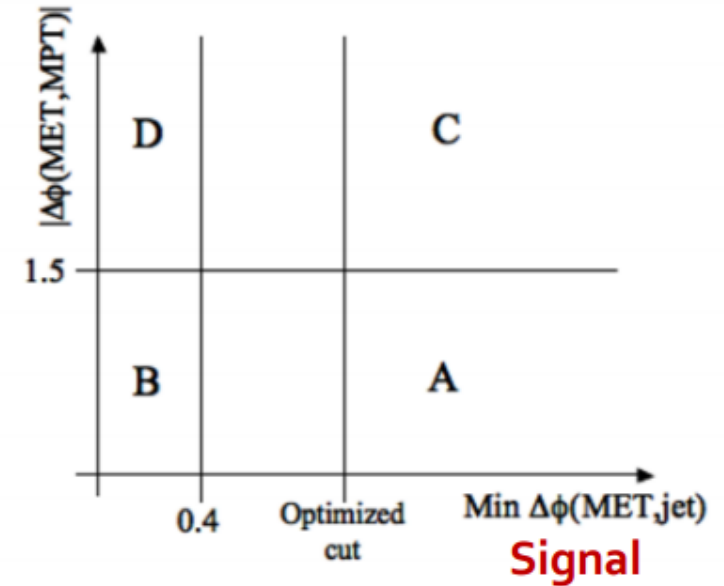 |Δϕ(MET,MPT)|
D
C
1.5
B
A
0.4
Optimized
cut
Min Δϕ(MET,jet)
Signal